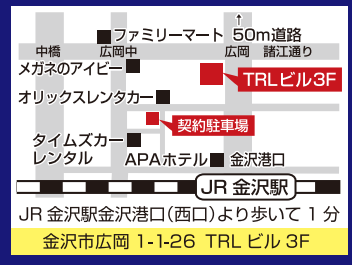 ↑
ファミリーマート 50m道路
中橋 広岡中 広岡 諸江通り
メガネのアイビー
TRLビル3F
オリックスレンタカー
契約駐車場
タイムズカー
レンタル
APAホテル 金沢港口
JR 金沢駅
JR 金沢駅金沢港口(西口)より歩いて 1 分
金沢市広岡 1-1-26 TRL ビル 3F